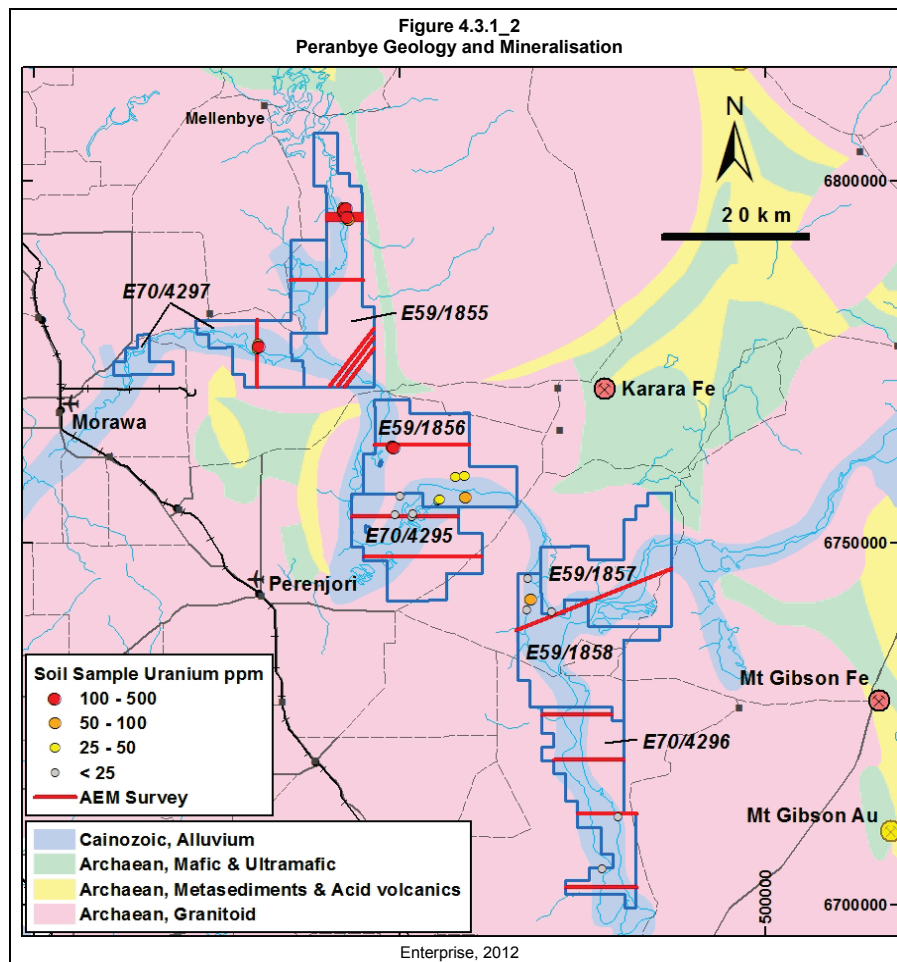 Figure 4.3.1_2
Peranbye Geology and Mineralisation
Mellenbye
N
6800000
20 km
E70/4297
E59/1855
Karara Fe
Morawa
E59/1856
E70/4295
6750000
E59/1857
Perenjori
E59/1858
Mt Gibson Fe
Soil Sample Uranium ppm
100 - 500
50 - 100
25 - 50
< 25
AEM Survey
E70/4296
Mt Gibson Au
Cainozoic, Alluvium
Archaean, Mafic & Ultramafic
Archaean, Metasediments & Acid volcanics
Archaean, Granitoid
500000
6700000
Enterprise, 2012